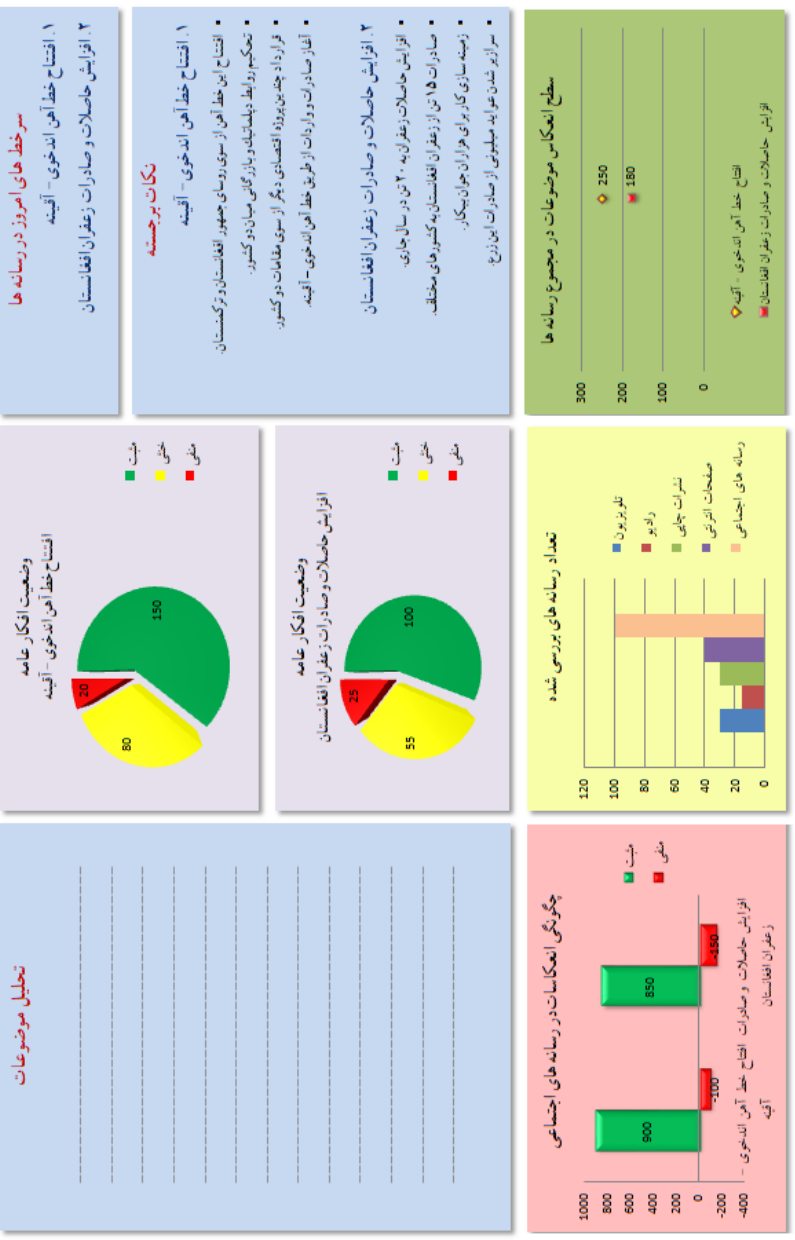 سرخط های امروز در رسانه ها
۱. افتتاح خط آهن اندخوی - آقینه
۲. افزایش حاصلات و صادرات زعفران افغانستان
نکات برجسته
۱. افتتاح خط آهن اندخوی - آقینه
افتتاح این خط آهن از سوی روسای جمهور افغانستان و ترکمنستان.
تحکیم روابط دپلماتیک و بازرگانی میان دو کشور.
قرارداد چندین پروژه اقتصادی دیگر از سوی مقامات دو کشور.
آغاز صادرات و واردات از طریق خط آهن اندخوی - آقینه.
۲. افزایش حاصلات و صادرات زعفران افغانستان
افزایش حاصلات زعفران به ۲۰ تن در سال جاری.
صادرات ۱۵ تن از زعفران افغانستان به کشورهای مختلف.
زمینه سازی کار برای هزاران جوان بیکار.
سرازیر شدن عواید میلیونی از صادرات این زرع.
سطح انعکاس موضوعات در مجموع رسانه ها
300
200
100
0
250
180
افتتاح خط آهن اندخوی - آقینه
افزایش حاصلات و صادرات زعفران افغانستان
وضعیت افکار عامه
افتتاح خط آهن اندخوی - آقینه
150
80
20
مثبت
خنثی
منفی
وضعیت افکار عامه
افزایش حاصلات و صادرات زعفران افغانستان
100
55
25
مثبت
خنثی
منفی
تعداد رسانه های بررسی شده
120
100
80
60
40
20
0
تلویزیون
رادیو
نشرات چاپی
صفحات انترنتی
رسانه های اجتماعی
تحلیل موضوعات
چگونگی انعکاسات در رسانه های اجتماعی
1000
800
600
400
200
0
-200
-400
900
-100
850
-150
مثبت
منفی
افتتاح خط آهن اندخوی -
آقینه
افزایش حاصلات و صادرات
زعفران افغانستان